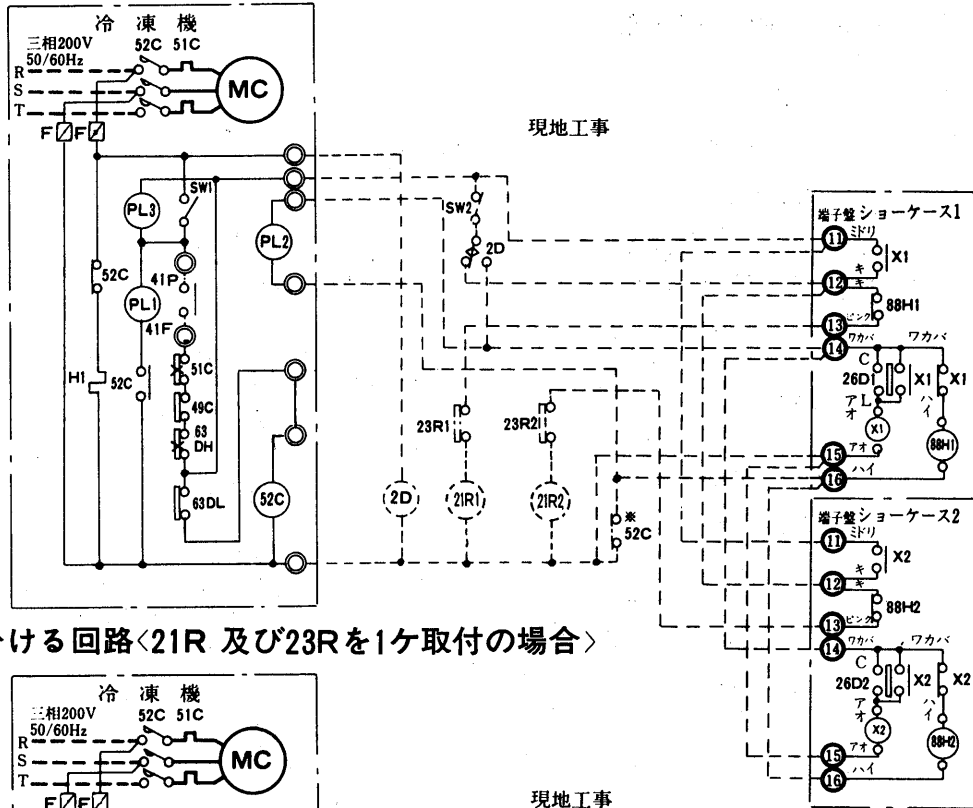 冷凍機
三相200V 52C 51C
50/60Hz
R
S
T
MC
F F
現地工事
SW1
PL3
PL2
52C
41P
PL1
41F
H1
52C
51C
49C
63
DH
63DL
52C
SW2
2D
23R1
23R2
2D
21R1
21R2
※
52C
端子盤 ショーケース1
11 ミドリ
X1
キ
12 キ
88H1
13 ピンク
14 ワカバ ワカバ
C
26D1 X1 X1
アオ L ハイ
X1
88H1
15 アオ
16 ハイ
端子盤 ショーケース2
11 ミドリ
X2
キ
12 キ
88H2
13 ピンク
14 ワカバ ワカバ
C
26D2 X2 X2
アオ ハイ
X2
88H2
15 アオ
16 ハイ
ける回路〈21R 及び23Rを1ケ取付の場合〉
冷凍機
三相200V 52C 51C
50/60Hz
R
S
T
MC
F F
現地工事